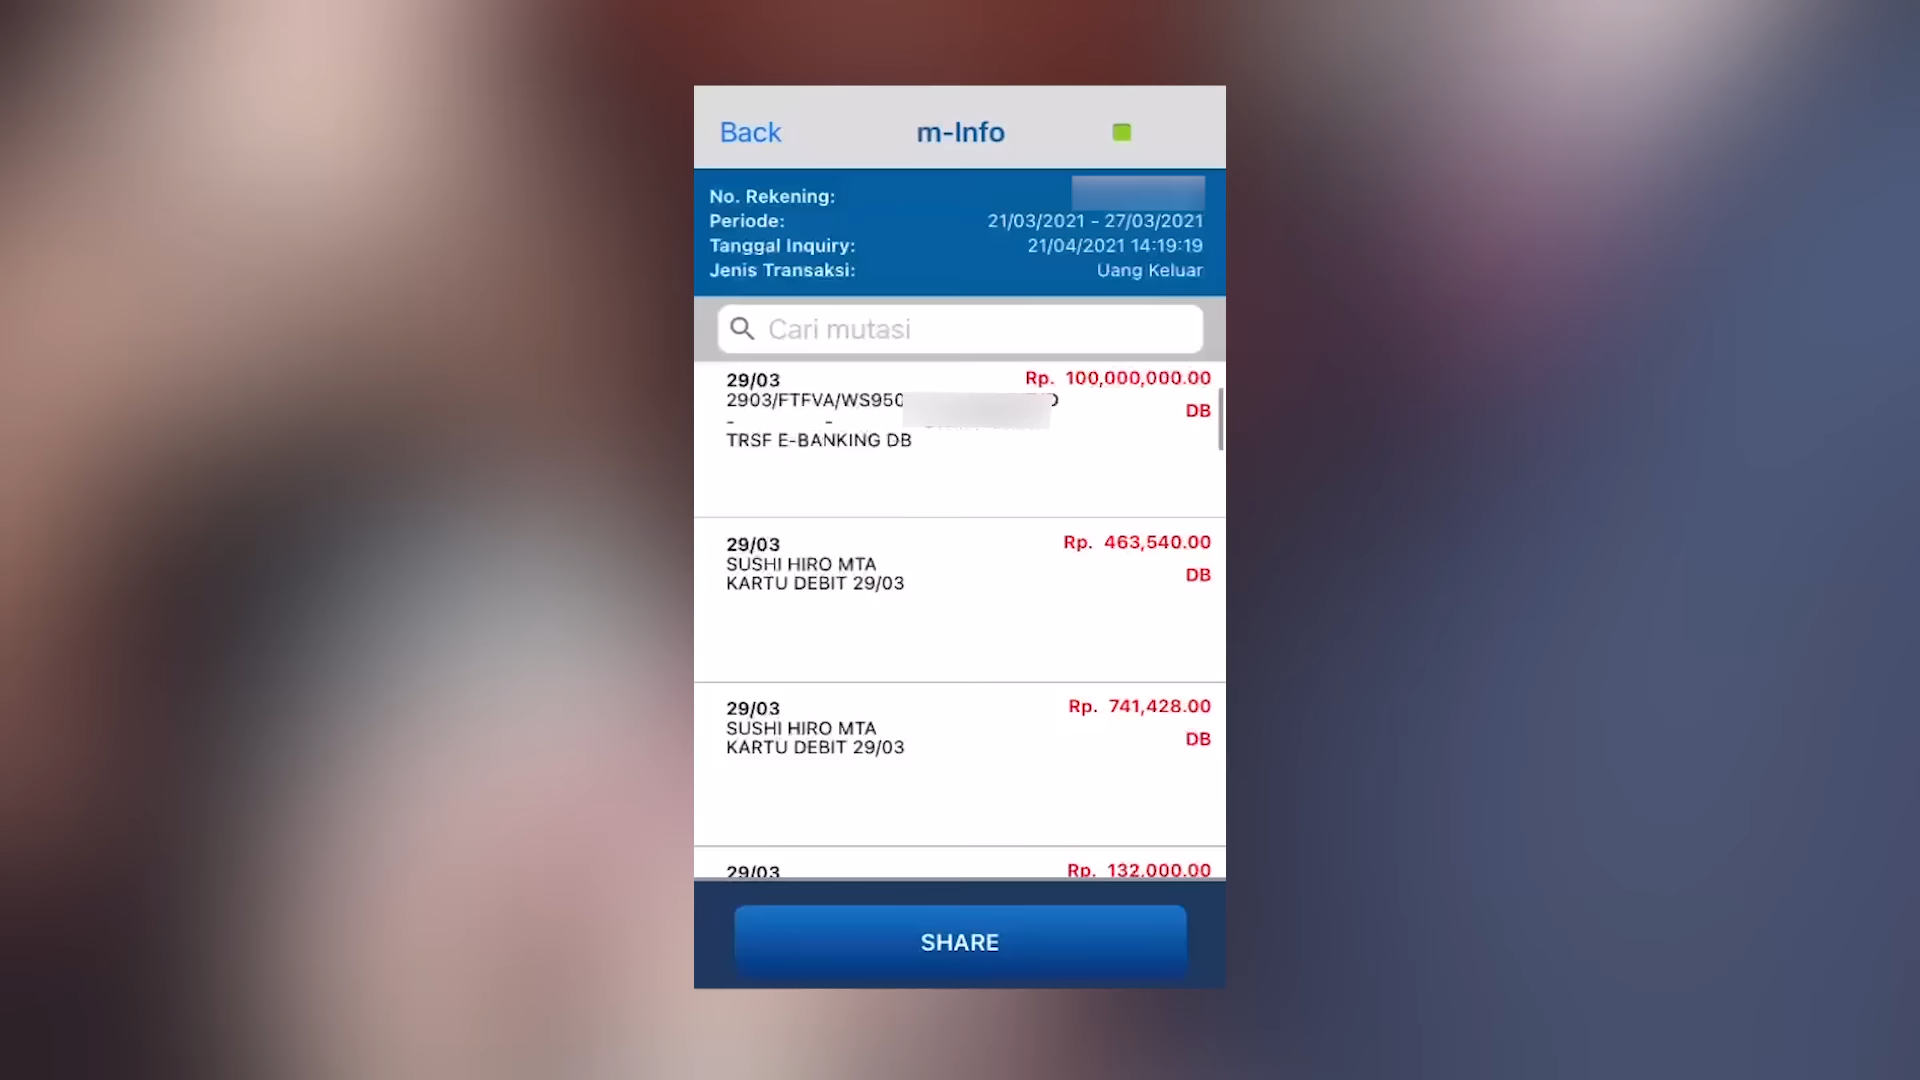 Back
m-Info
No. Rekening:
Periode: 21/03/2021 - 27/03/2021
Tanggal Inquiry: 21/04/2021 14:19:19
Jenis Transaksi: Uang Keluar
Cari mutasi
29/03 Rp. 100,000,000.00
2903/FTFVA/WS950
DB
- -
TRSF E-BANKING DB
29/03 Rp. 463,540.00
SUSHI HIRO MTA
DB
KARTU DEBIT 29/03
29/03 Rp. 741,428.00
SUSHI HIRO MTA
DB
KARTU DEBIT 29/03
29/03 Rp. 132,000.00
SHARE